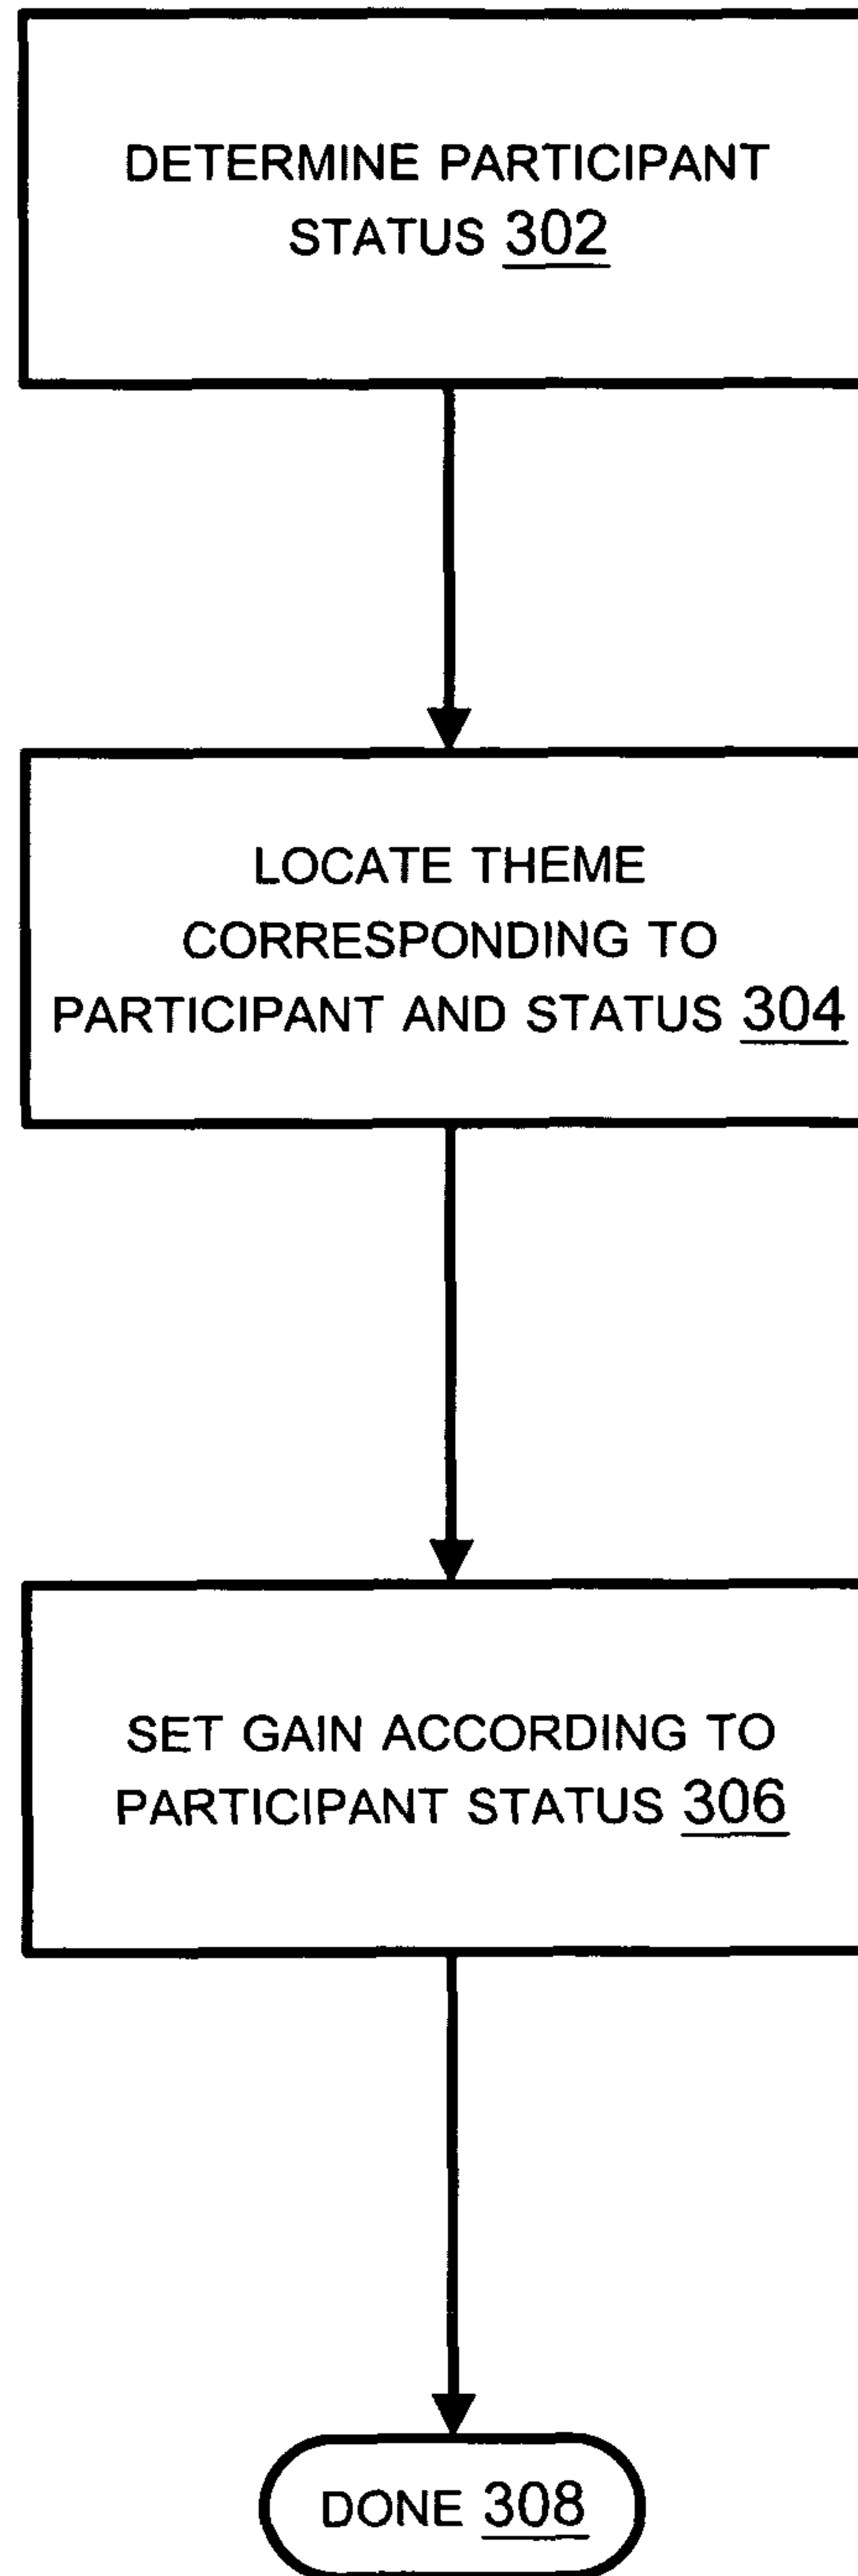 DETERMINE PARTICIPANT
STATUS 302
LOCATE THEME
CORRESPONDING TO
PARTICIPANT AND STATUS 304
SET GAIN ACCORDING TO
PARTICIPANT STATUS 306
DONE 308